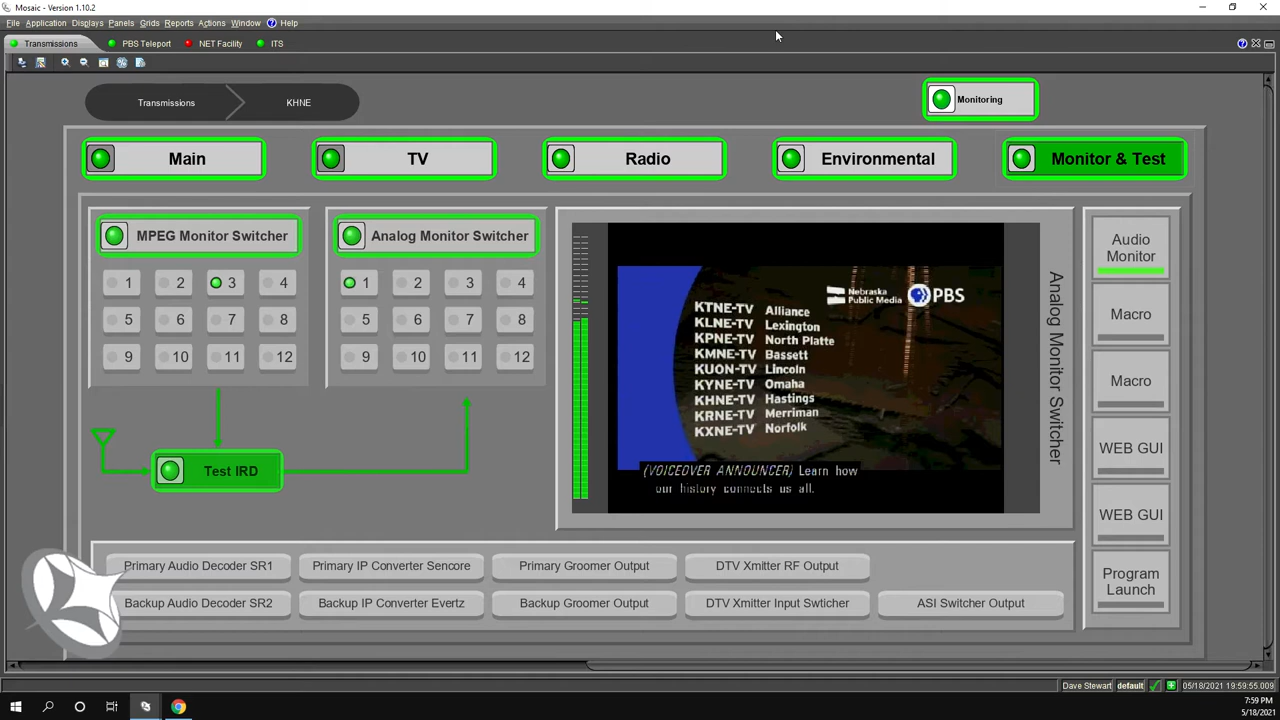 Mosaic - Version 1.10.2
File Application Displays Panels Grids Reports Actions Window Help
Transmissions PBS Teleport NET Facility ITS
Transmissions KHNE
Monitoring
Main TV Radio Environmental Monitor & Test
MPEG Monitor Switcher
1 2 3 4
5 6 7 8
9 10 11 12
Test IRD
Analog Monitor Switcher
1 2 3 4
5 6 7 8
9 10 11 12
Nebraska
Public Media PBS
KTNE-TV Alliance
KLNE-TV Lexington
KPNE-TV North Platte
KMNE-TV Bassett
KUON-TV Lincoln
KYNE-TV Omaha
KHNE-TV Hastings
KRNE-TV Merriman
KXNE-TV Norfolk
(VOICEOVER ANNOUNCER) Learn how
our history connects us all.
Analog Monitor Switcher
Audio
Monitor
Macro
Macro
WEB GUI
WEB GUI
Program
Launch
Primary Audio Decoder SR1 Primary IP Converter Sencore Primary Groomer Output DTV Xmitter RF Output
Backup Audio Decoder SR2 Backup IP Converter Evertz Backup Groomer Output DTV Xmitter Input Swticher ASI Switcher Output
Dave Stewart default 05/18/2021 19:59:55.009
7:59 PM
5/18/2021